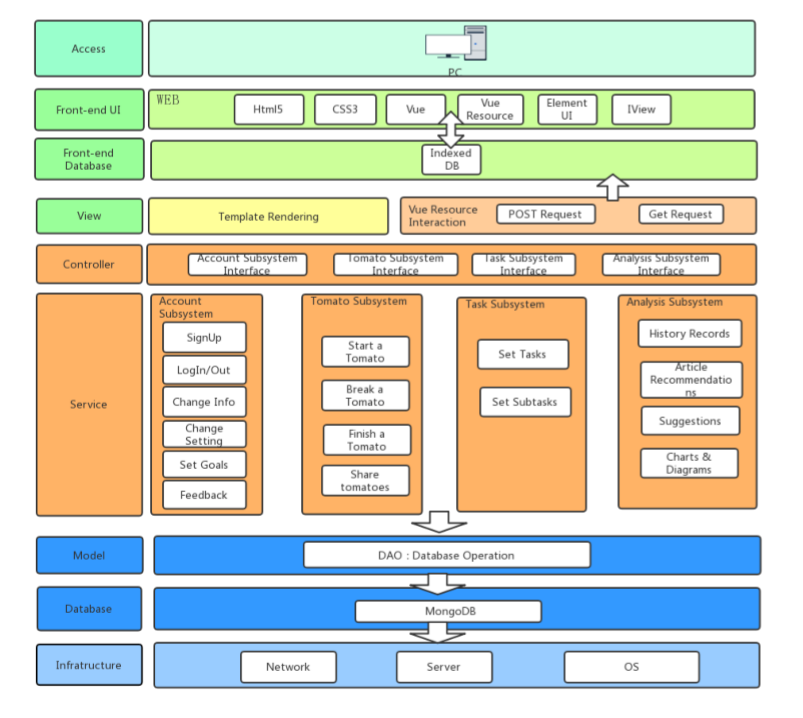 Access
PC
Front-end UI
WEB
Html5
CSS3
Vue
Vue
Resource
Element
UI
IView
Front-end
Database
Indexed
DB
View
Template Rendering
Vue Resource
Interaction
POST Request
Get Request
Controller
Account Subsystem
Interface
Tomato Subsystem
Interface
Task Subsystem
Interface
Analysis Subsystem
Interface
Service
Account
Subsystem
SignUp
LogIn/Out
Change Info
Change
Setting
Set Goals
Feedback
Tomato Subsystem
Start a
Tomato
Break a
Tomato
Finish a
Tomato
Share
tomatoes
Task Subsystem
Set Tasks
Set Subtasks
Analysis Subsystem
History Records
Article
Recommendatio
ns
Suggestions
Charts &
Diagrams
Model
DAO : Database Operation
Database
MongoDB
Infratructure
Network
Server
OS